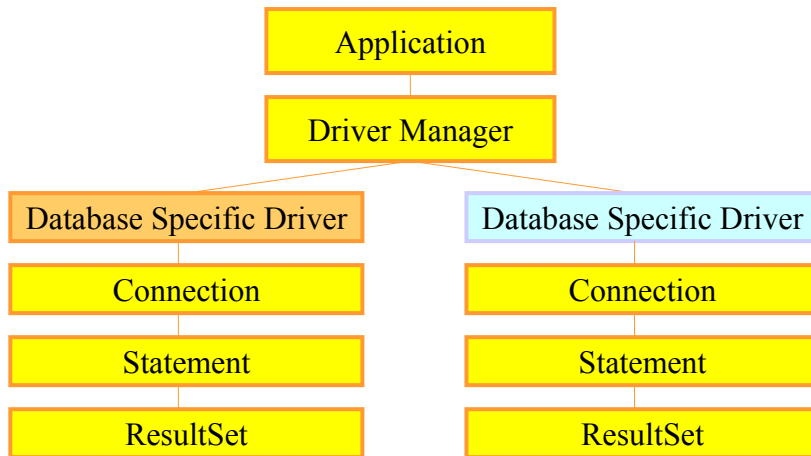 Application
Driver Manager
Database Specific Driver
Database Specific Driver
Connection
Connection
Statement
Statement
ResultSet
ResultSet